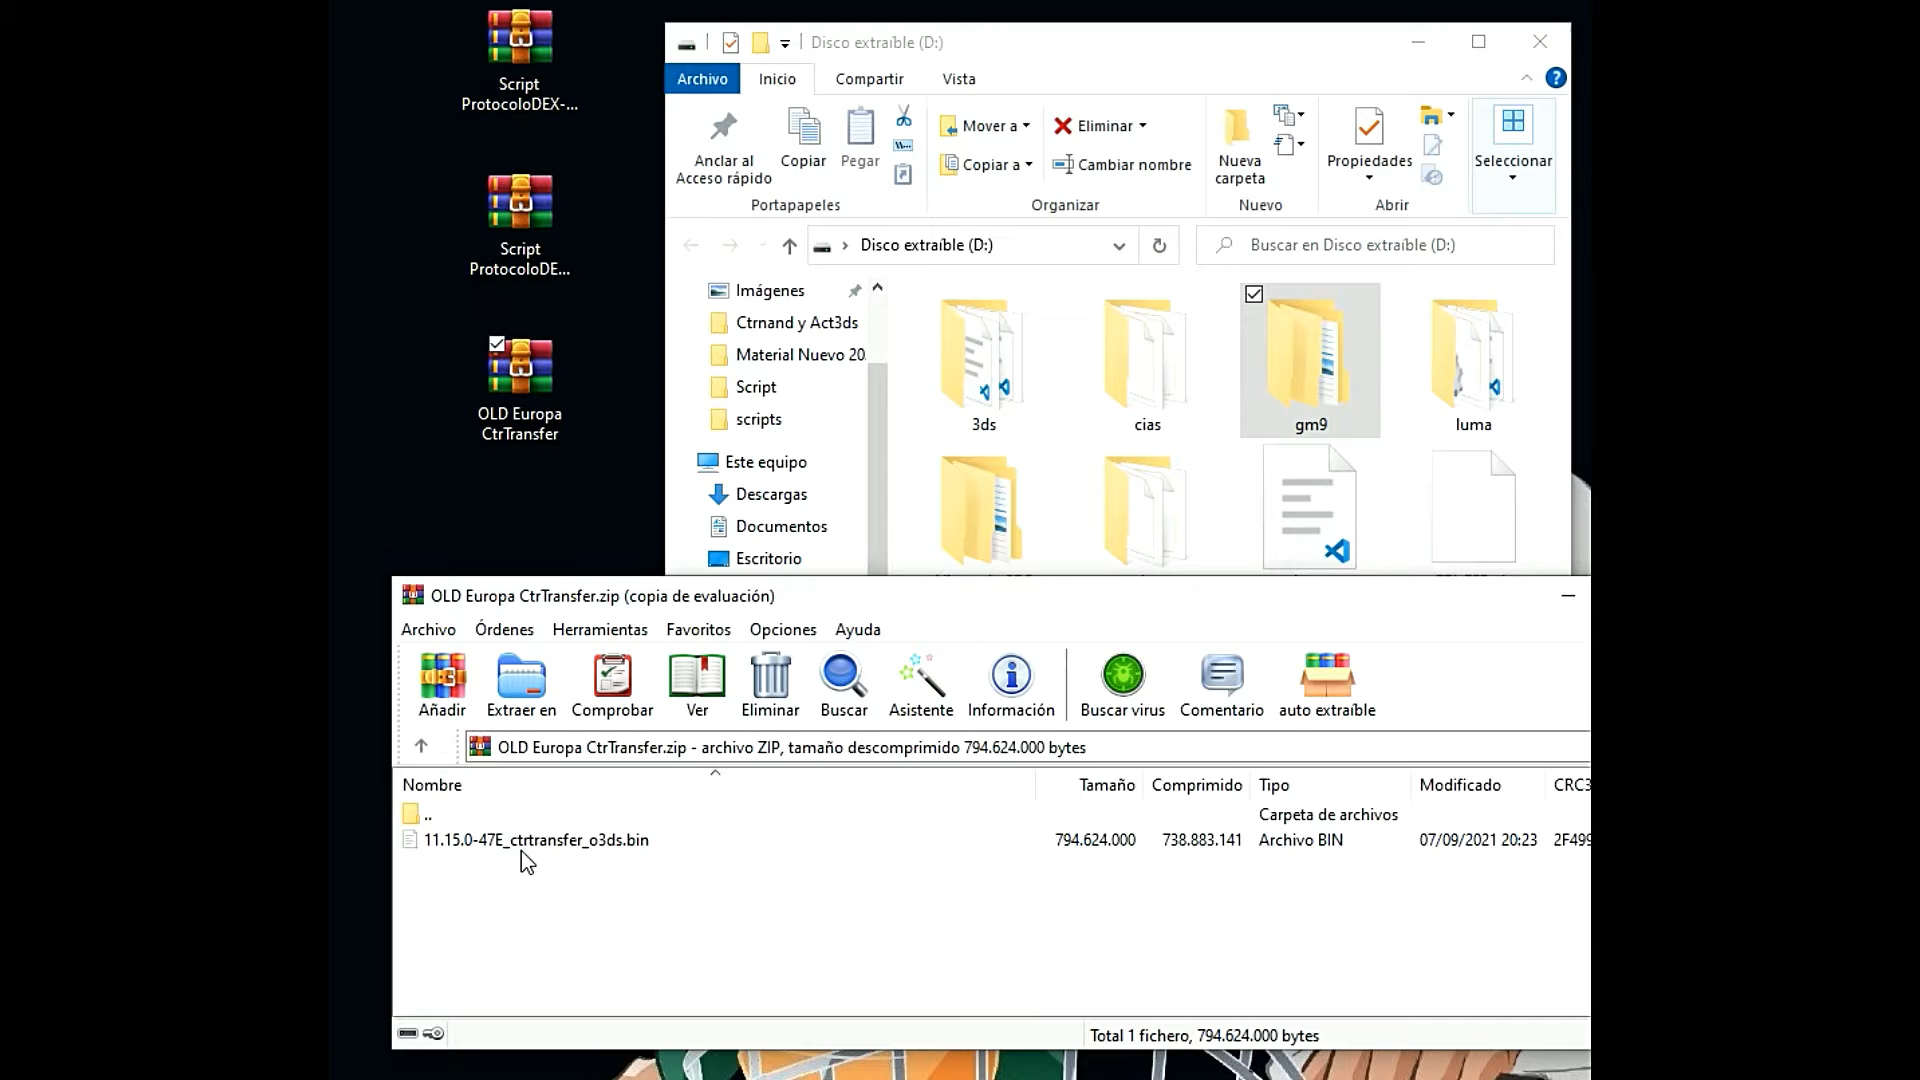 Script
ProtocoloDEX-...
Script
ProtocoloDE...
OLD Europa
CtrTransfer
Disco extraíble (D:)
Archivo
Inicio
Compartir
Vista
Anclar al
Acceso rápido
Copiar
Pegar
Portapapeles
Mover a
Copiar a
Eliminar
Cambiar nombre
Organizar
Nueva
carpeta
Nuevo
Propiedades
Abrir
Seleccionar
Disco extraíble (D:)
Buscar en Disco extraíble (D:)
Imágenes
Ctrnand y Act3ds
Material Nuevo 20
Script
scripts
Este equipo
Descargas
Documentos
Escritorio
3ds
cias
gm9
luma
OLD Europa CtrTransfer.zip (copia de evaluación)
Archivo Órdenes Herramientas Favoritos Opciones Ayuda
Añadir Extraer en Comprobar Ver Eliminar Buscar Asistente Información Buscar virus Comentario auto extraíble
OLD Europa CtrTransfer.zip - archivo ZIP, tamaño descomprimido 794.624.000 bytes
Nombre Tamaño Comprimido Tipo Modificado CRC3
.. Carpeta de archivos
11.15.0-47E_ctrtransfer_o3ds.bin 794.624.000 738.883.141 Archivo BIN 07/09/2021 20:23 2F499
Total 1 fichero, 794.624.000 bytes